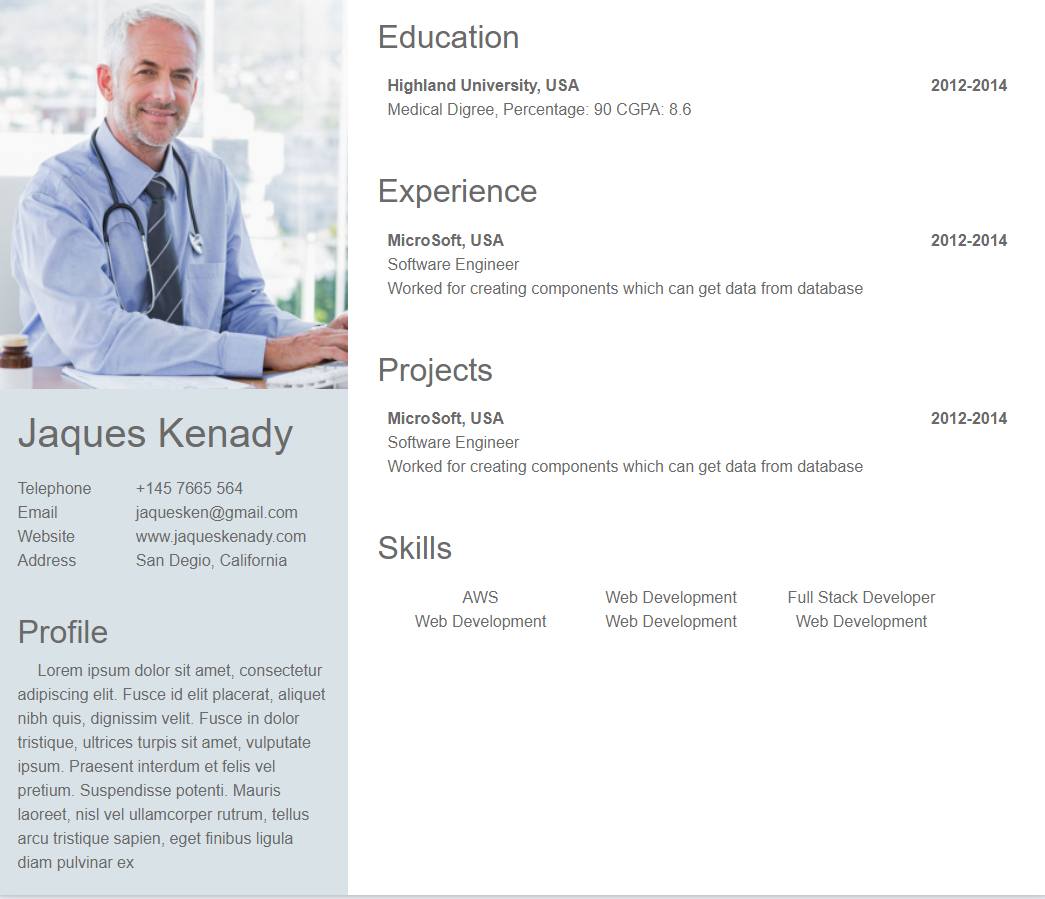 Jaques Kenady
Telephone +145 7665 564
Email jaquesken@gmail.com
Website www.jaqueskenady.com
Address San Degio, California
Profile
Lorem ipsum dolor sit amet, consectetur
adipiscing elit. Fusce id elit placerat, aliquet
nibh quis, dignissim velit. Fusce in dolor
tristique, ultrices turpis sit amet, vulputate
ipsum. Praesent interdum et felis vel
pretium. Suspendisse potenti. Mauris
laoreet, nisl vel ullamcorper rutrum, tellus
arcu tristique sapien, eget finibus ligula
diam pulvinar ex
Education
Highland University, USA 2012-2014
Medical Digree, Percentage: 90 CGPA: 8.6
Experience
MicroSoft, USA 2012-2014
Software Engineer
Worked for creating components which can get data from database
Projects
MicroSoft, USA 2012-2014
Software Engineer
Worked for creating components which can get data from database
Skills
AWS Web Development Full Stack Developer
Web Development Web Development Web Development